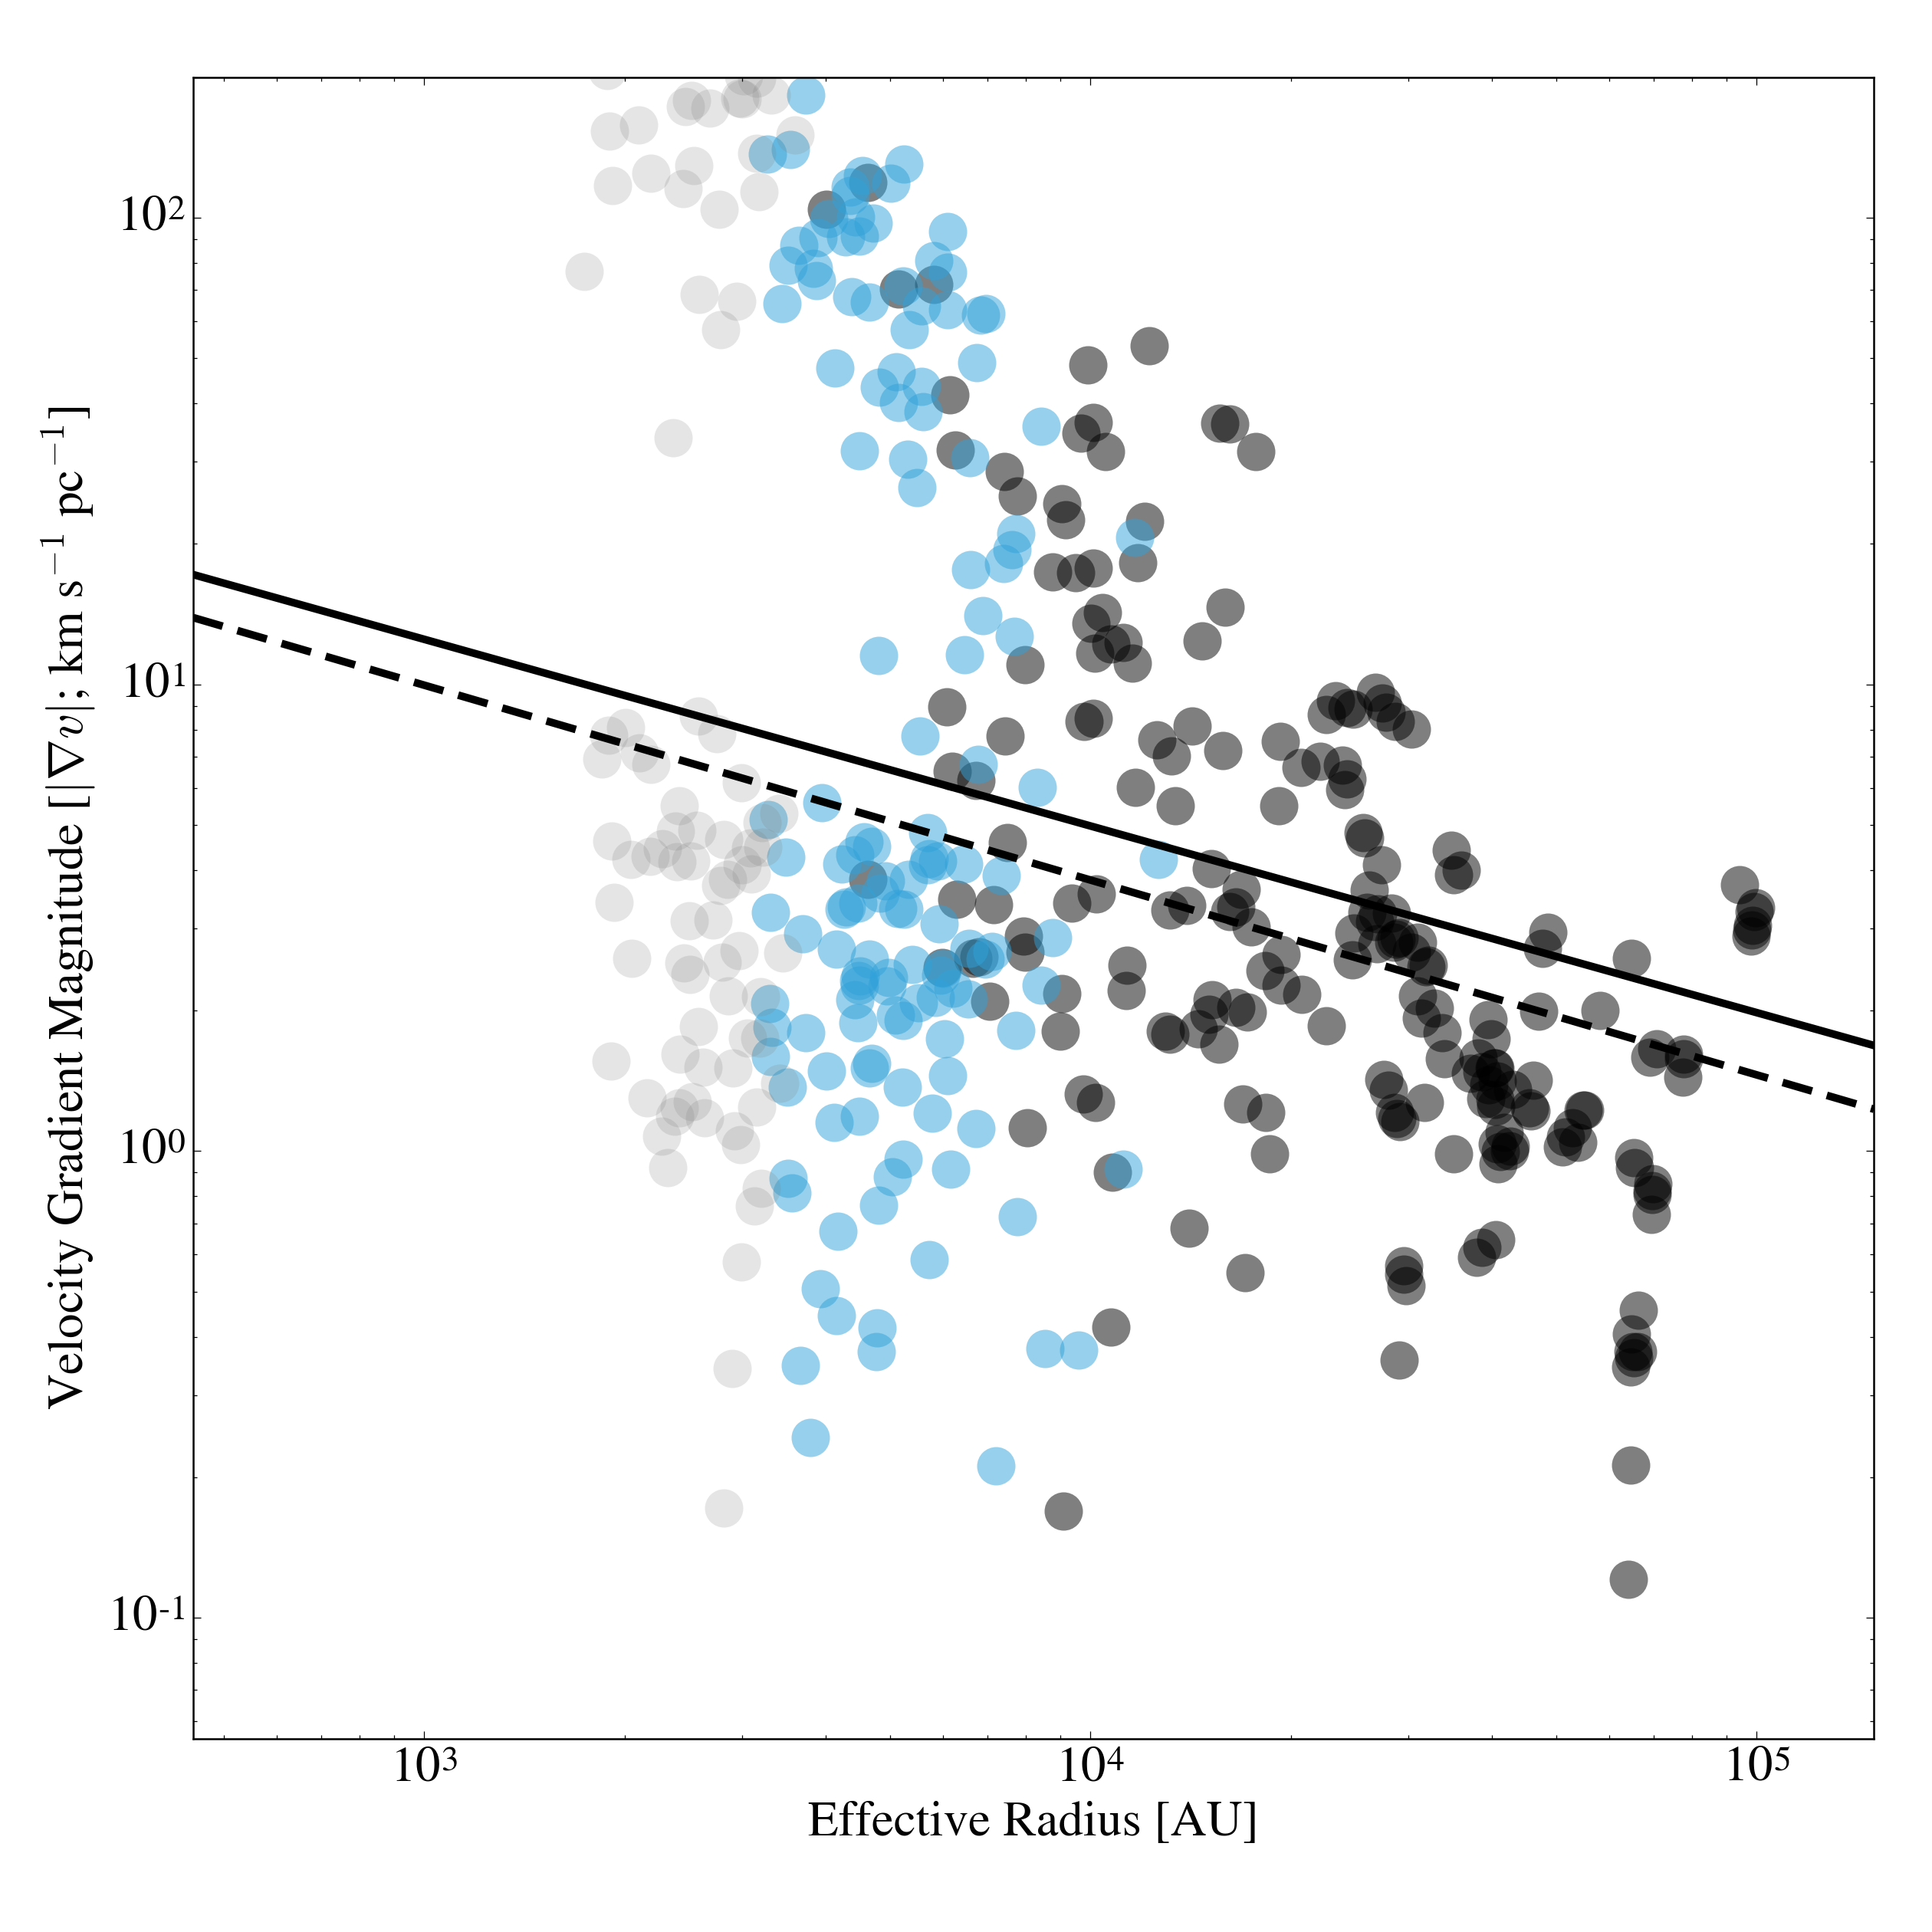 10²
10¹
10⁰
10⁻¹
Velocity Gradient Magnitude [|∇v|; km s⁻¹ pc⁻¹]
10³ 10⁴ 10⁵
Effective Radius [AU]